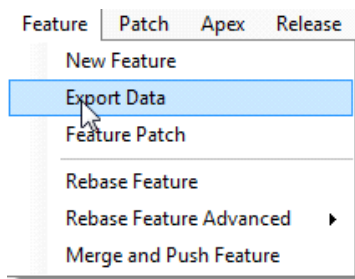 Feature Patch Apex Release
New Feature
Export Data
Feature Patch
Rebase Feature
Rebase Feature Advanced
Merge and Push Feature